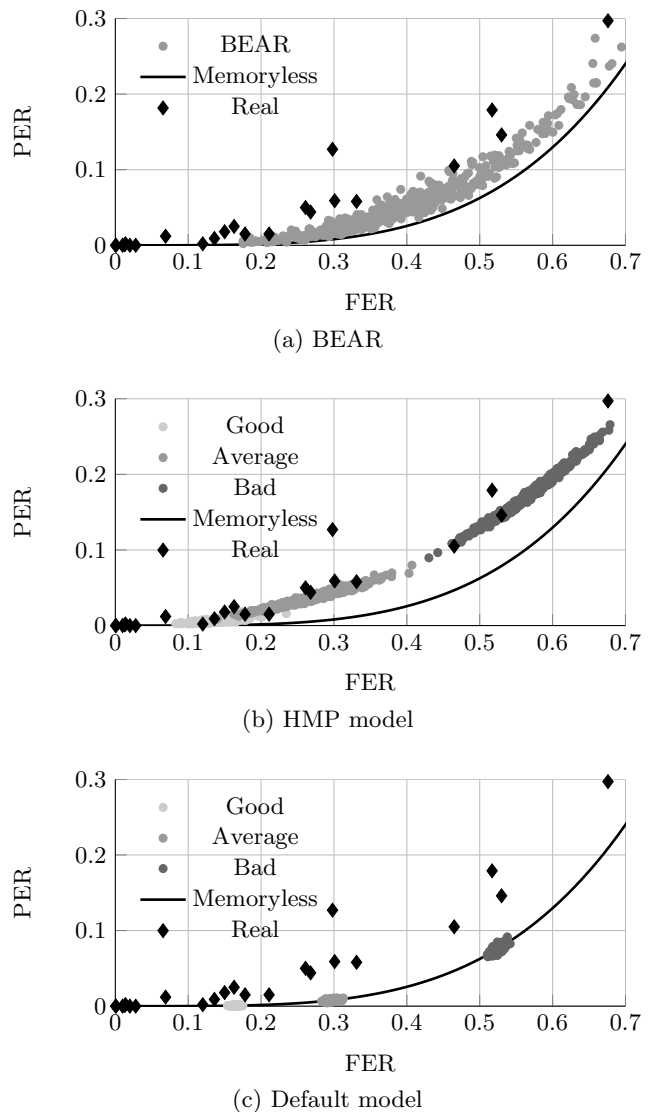 0.3
BEAR
Memoryless
0.2
Real
PER
0.1
0
0 0.1 0.2 0.3 0.4 0.5 0.6 0.7
FER
(a) BEAR
0.3
Good
Average
0.2
Bad
PER
Memoryless
0.1
Real
0
0 0.1 0.2 0.3 0.4 0.5 0.6 0.7
FER
(b) HMP model
0.3
Good
Average
0.2
Bad
PER
Memoryless
0.1
Real
0
0 0.1 0.2 0.3 0.4 0.5 0.6 0.7
FER
(c) Default model